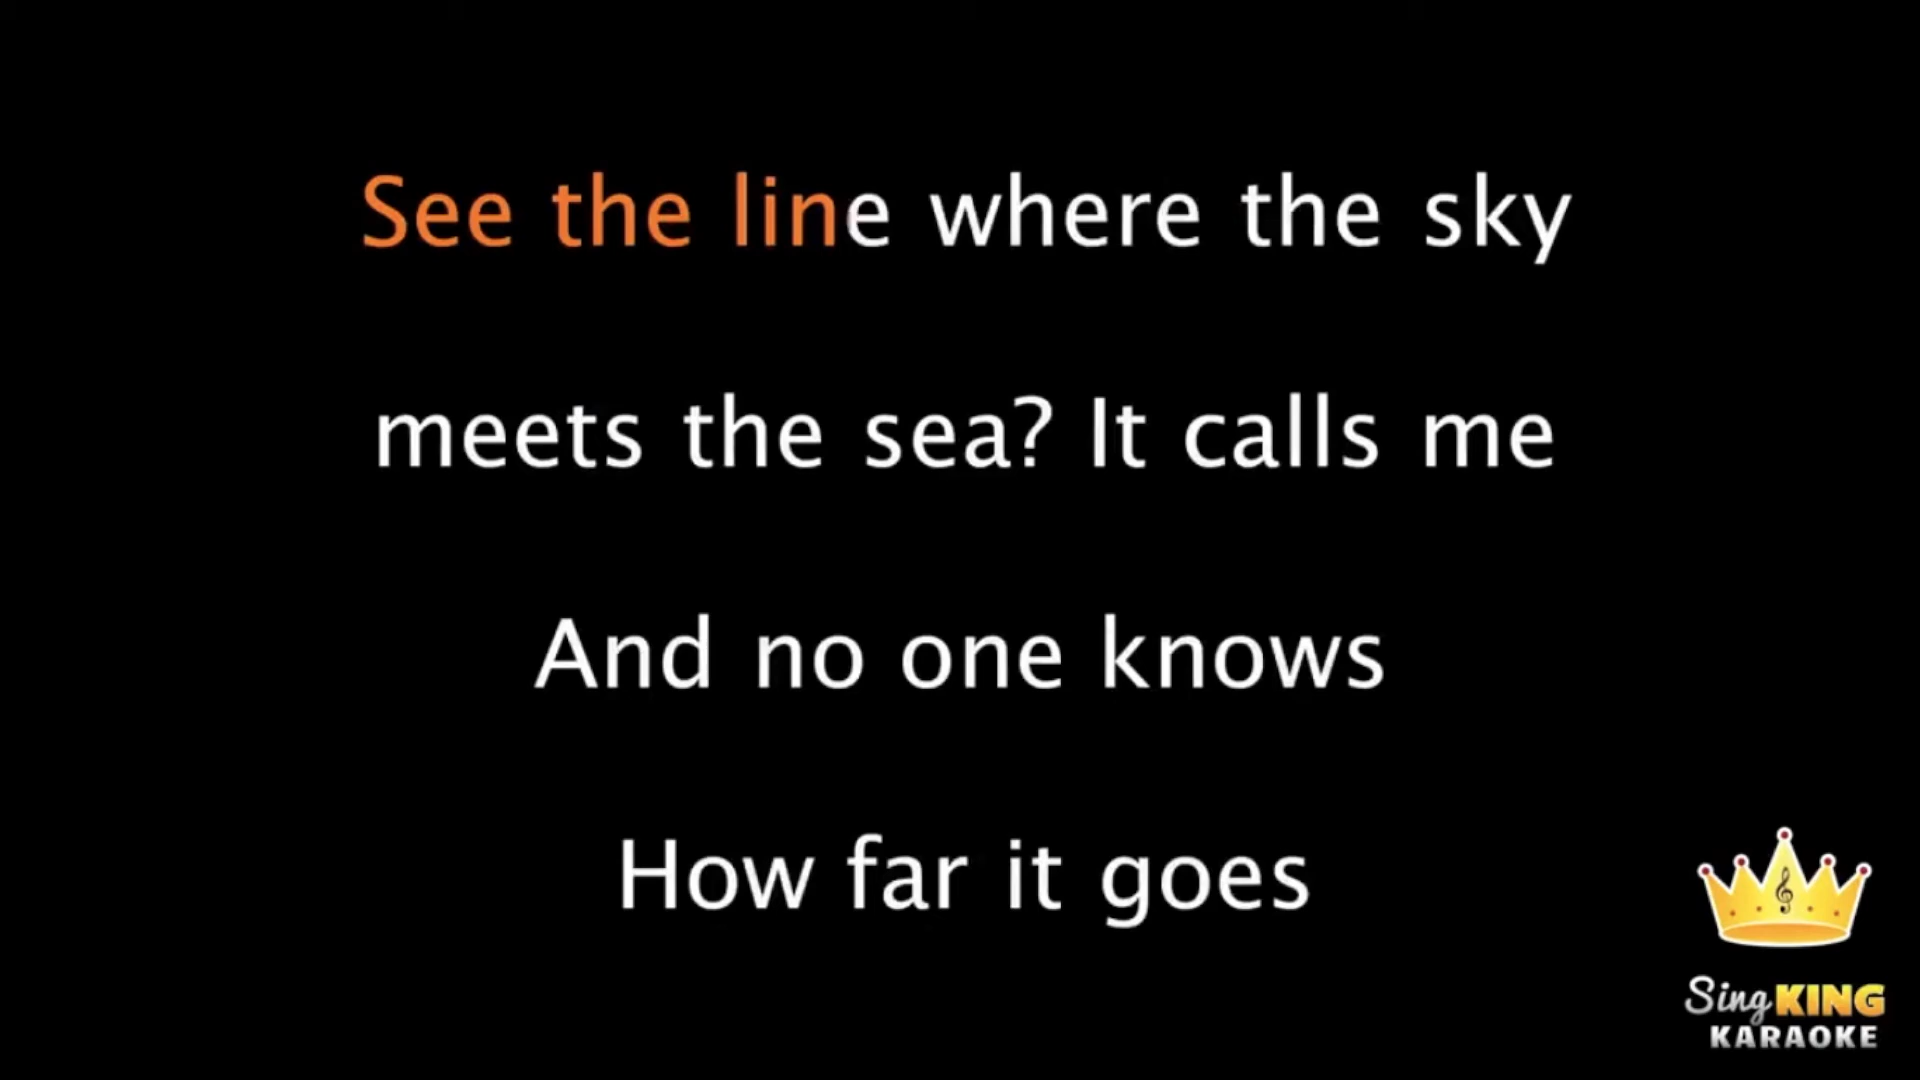 See the line where the sky
meets the sea? It calls me
And no one knows
How far it goes
Sing KING
KARAOKE